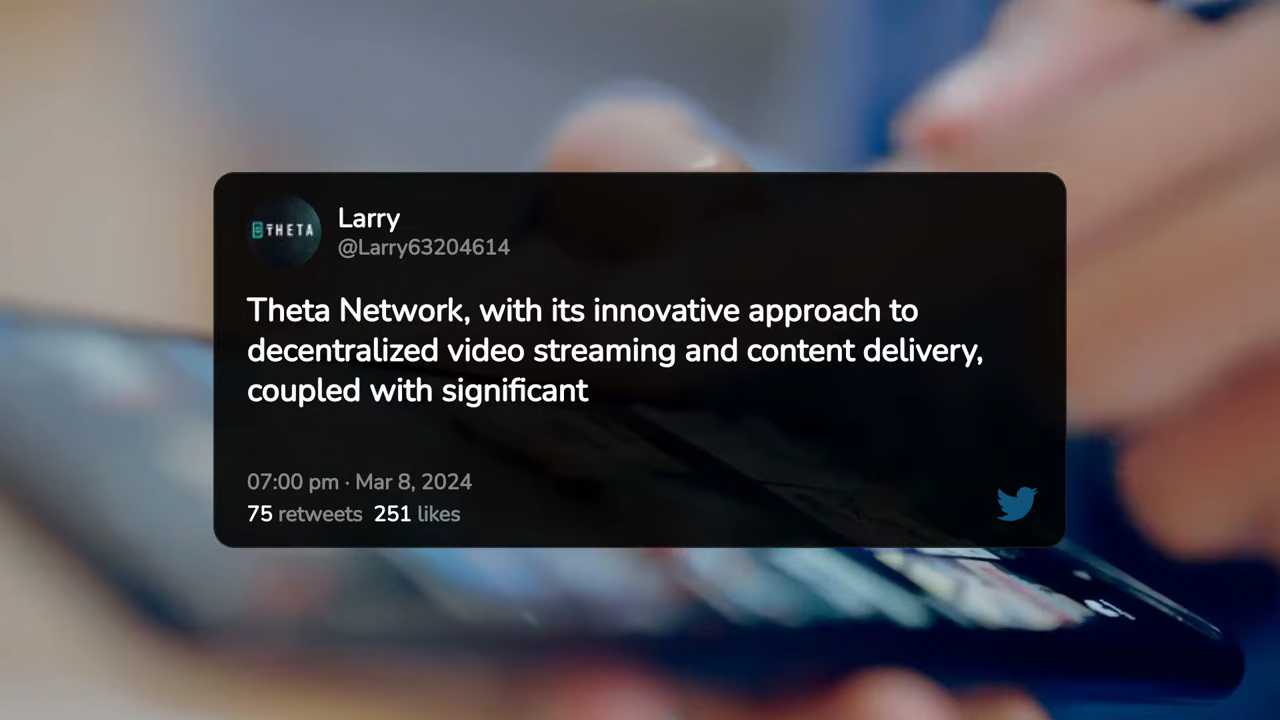 THETA
Larry
@Larry63204614
Theta Network, with its innovative approach to
decentralized video streaming and content delivery,
coupled with significant
07:00 pm · Mar 8, 2024
75 retweets 251 likes